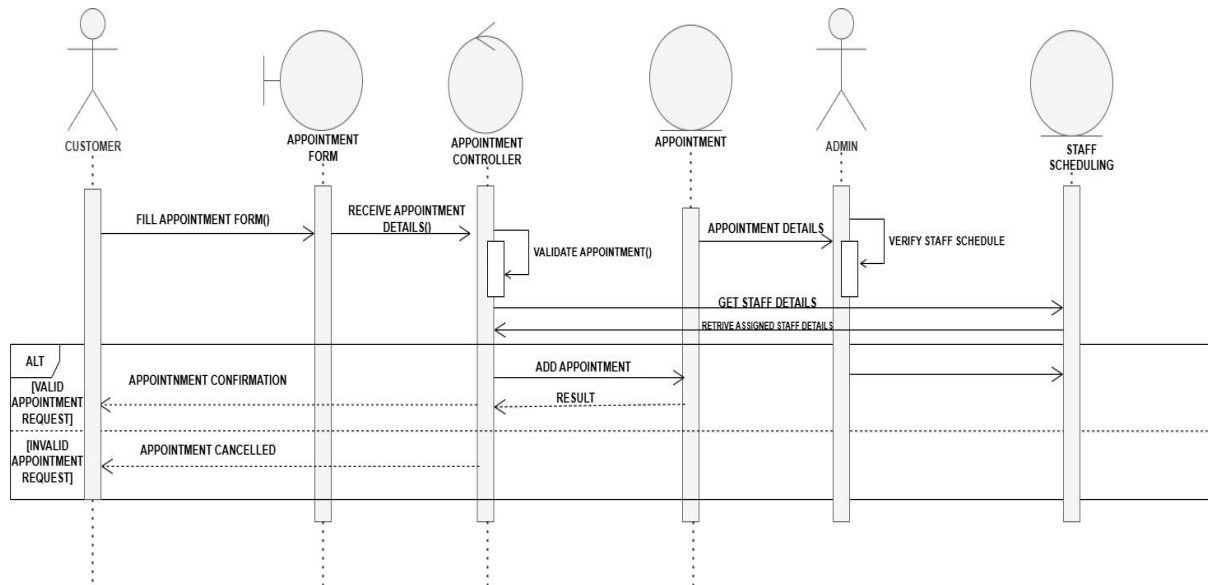 CUSTOMER
APPOINTMENT
FORM
APPOINTMENT
CONTROLLER
APPOINTMENT
ADMIN
STAFF
SCHEDULING
FILL APPOINTMENT FORM()
RECEIVE APPOINTMENT
DETAILS()
VALIDATE APPOINTMENT()
APPOINTMENT DETAILS
VERIFY STAFF SCHEDULE
GET STAFF DETAILS
RETRIVE ASSIGNED STAFF DETAILS
ALT
[VALID
APPOINTMENT
REQUEST]
APPOINTNMENT CONFIRMATION
ADD APPOINTMENT
RESULT
[INVALID
APPOINTMENT
REQUEST]
APPOINTMENT CANCELLED